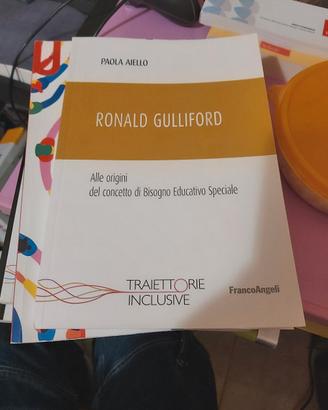 PAOLA AIELLO
RONALD GULLIFORD
Alle origini
del concetto di Bisogno Educativo Speciale
TRAIETTORIE
INCLUSIVE
FrancoAngeli